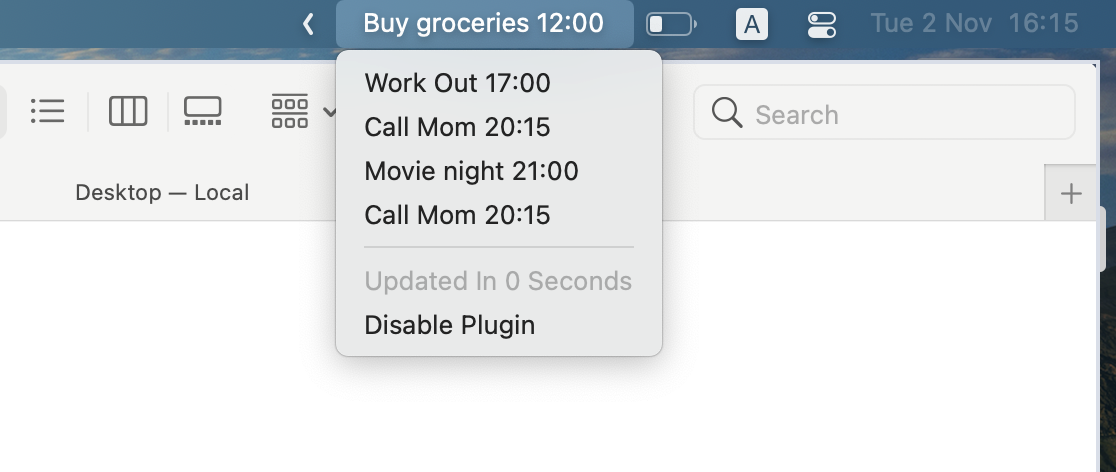 Buy groceries 12:00
A
Tue 2 Nov 16:15
Work Out 17:00
Call Mom 20:15
Movie night 21:00
Call Mom 20:15
Updated In 0 Seconds
Disable Plugin
Search
Desktop — Local